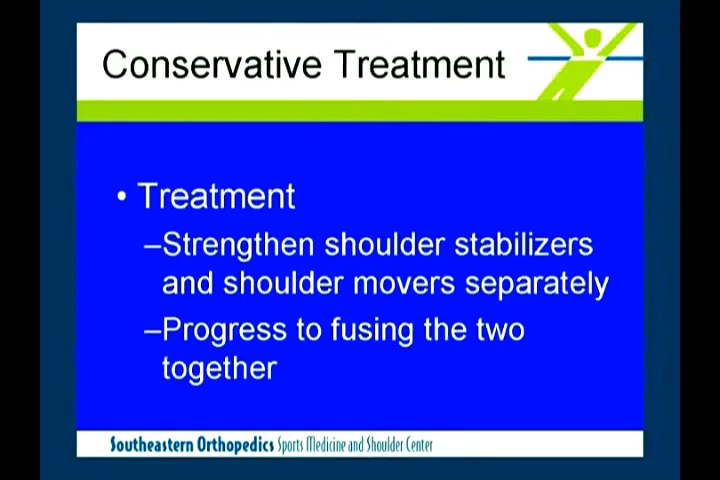 Conservative Treatment
• Treatment
–Strengthen shoulder stabilizers
and shoulder movers separately
–Progress to fusing the two
together
Southeastern Orthopedics Sports Medicine and Shoulder Center